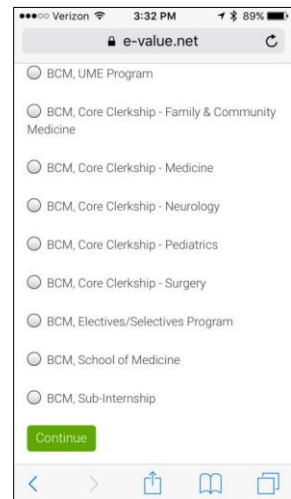 ●●●○○ Verizon 3:32 PM 89%
e-value.net
BCM, UME Program
BCM, Core Clerkship - Family & Community
Medicine
BCM, Core Clerkship - Medicine
BCM, Core Clerkship - Neurology
BCM, Core Clerkship - Pediatrics
BCM, Core Clerkship - Surgery
BCM, Electives/Selectives Program
BCM, School of Medicine
BCM, Sub-Internship
Continue